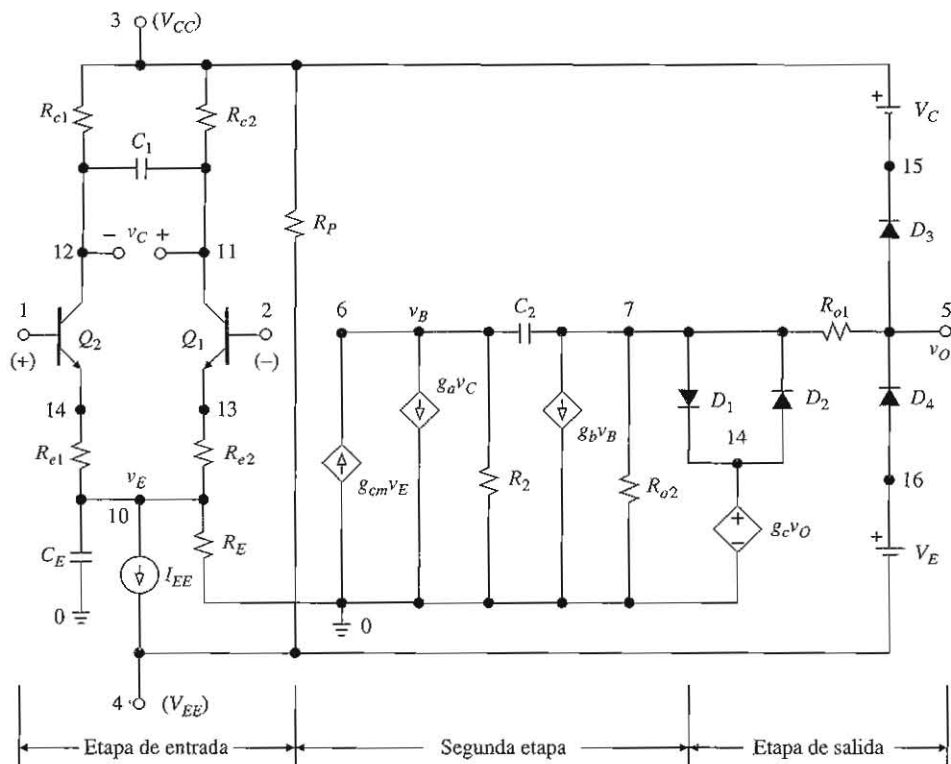 3 (V_CC)
R_c1
R_c2
C_1
+ V_C
15
R_P
D_3
12 − v_C + 11
1
2
6
v_B
C_2
7
R_o1
5
(+)
Q_2
Q_1
(−)
v_O
g_a v_C
D_1
D_2
D_4
14
13
g_b v_B
14
R_e1
R_e2
g_cm v_E
R_2
R_o2
16
v_E
10
+
−
g_c v_O
C_E
R_E
I_EE
+ V_E
0
0
4 (V_EE)
Etapa de entrada
Segunda etapa
Etapa de salida